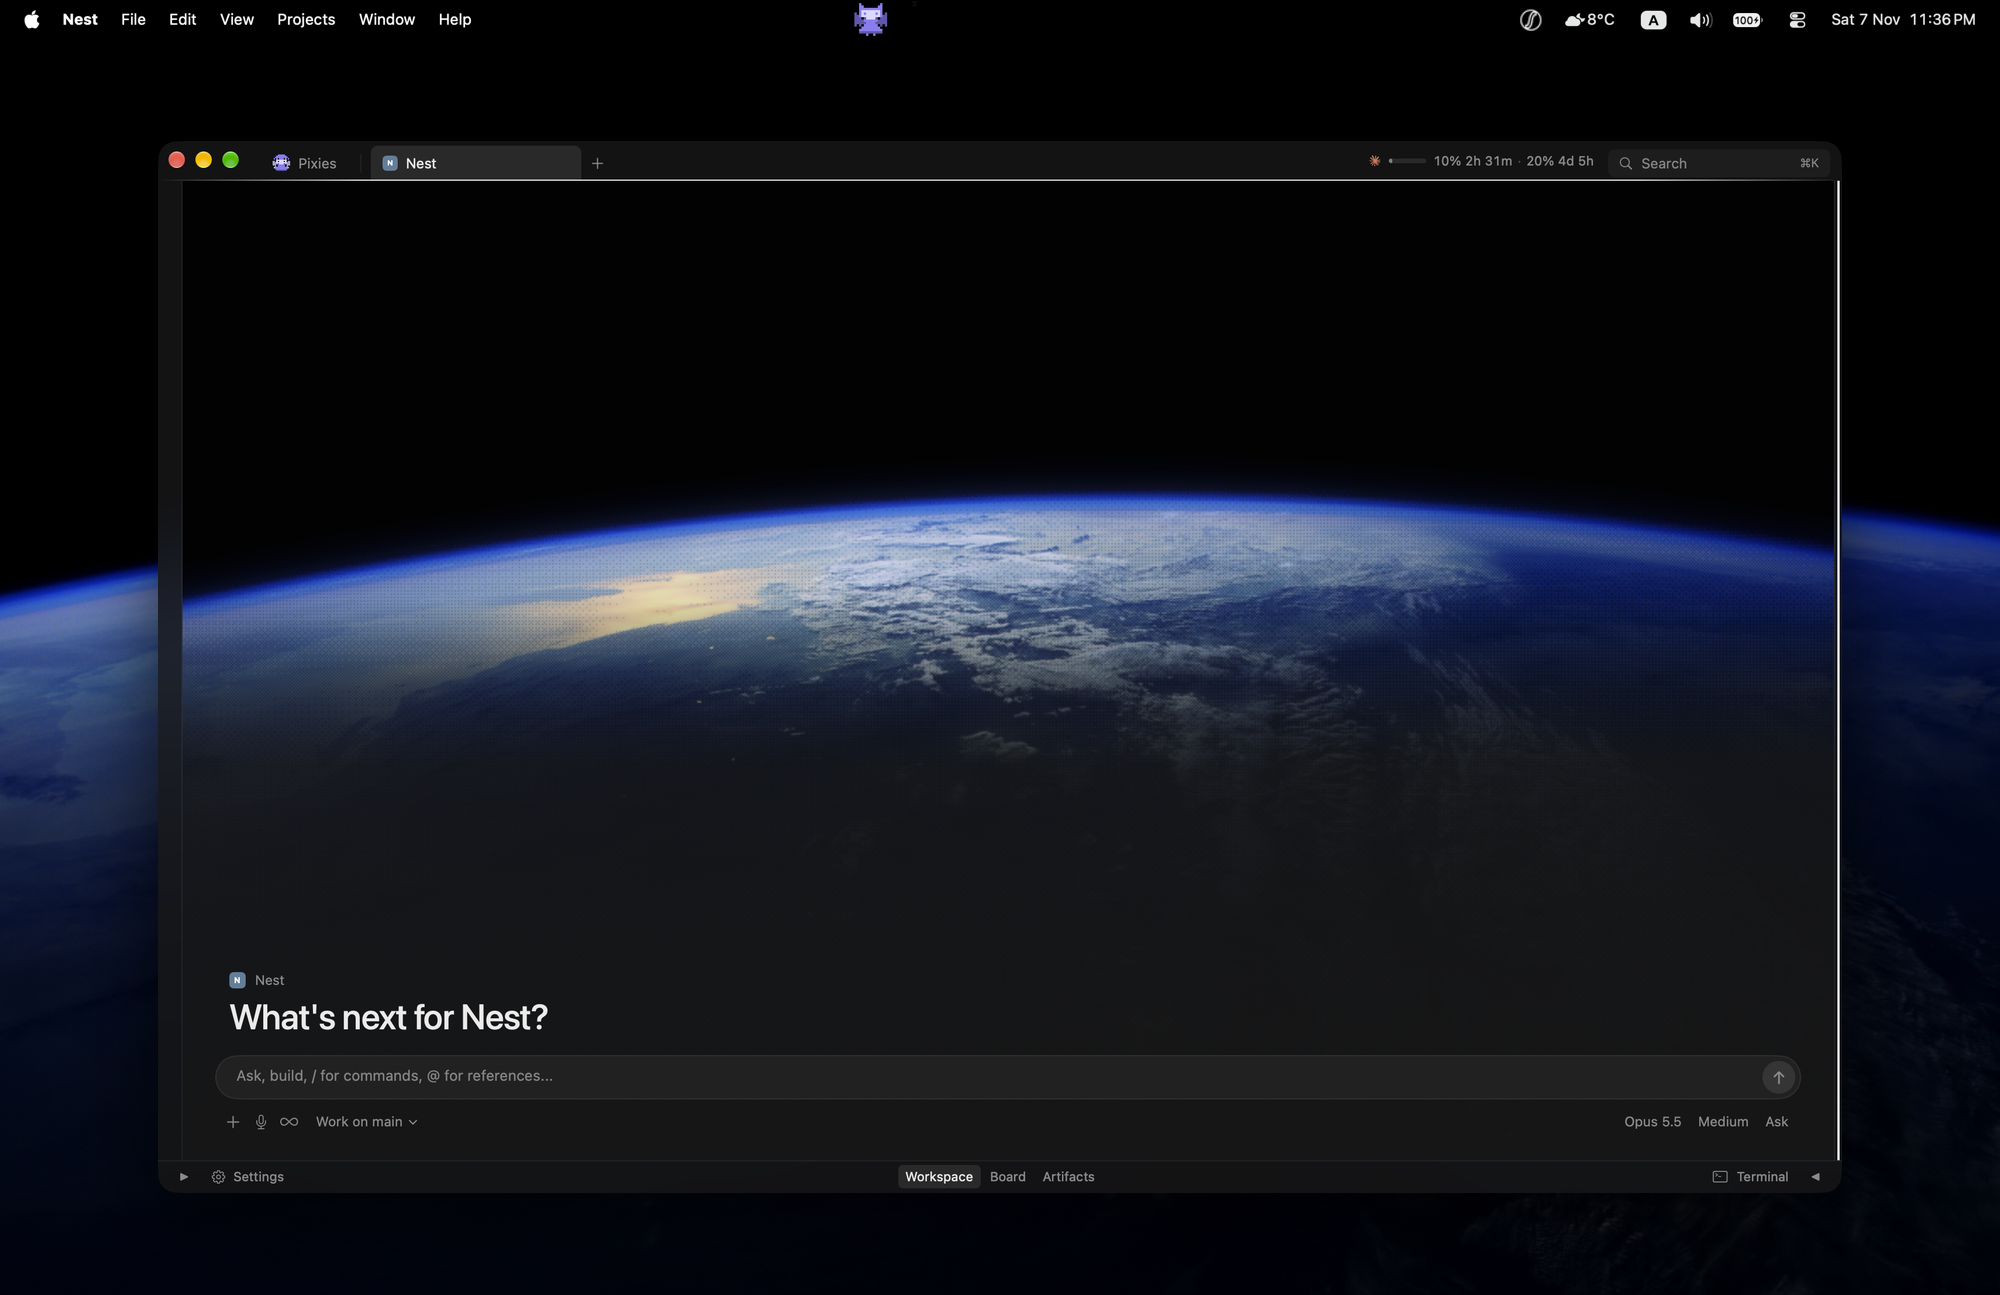 Nest File Edit View Projects Window Help
8°C A 100 Sat 7 Nov 11:36 PM
Pixies
N Nest
10% 2h 31m · 20% 4d 5h
Search ⌘K
N Nest
What's next for Nest?
Ask, build, / for commands, @ for references...
Work on main
Opus 5.5 Medium Ask
Settings
Workspace Board Artifacts
Terminal